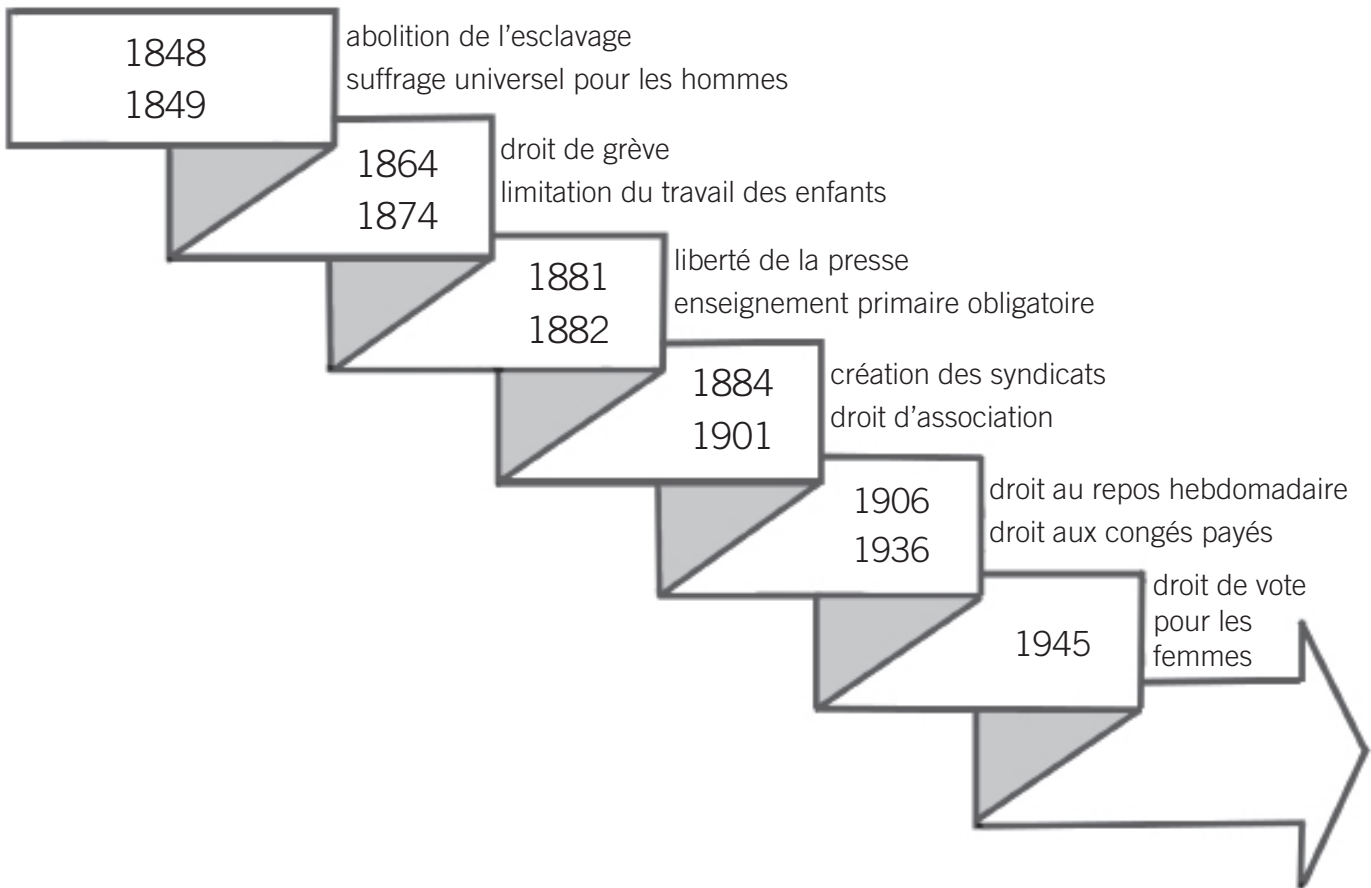 1848
1849
abolition de l'esclavage
suffrage universel pour les hommes
1864
1874
droit de grève
limitation du travail des enfants
1881
1882
liberté de la presse
enseignement primaire obligatoire
1884
1901
création des syndicats
droit d’association
1906
1936
droit au repos hebdomadaire
droit aux congés payés
1945
droit de vote
pour les
femmes